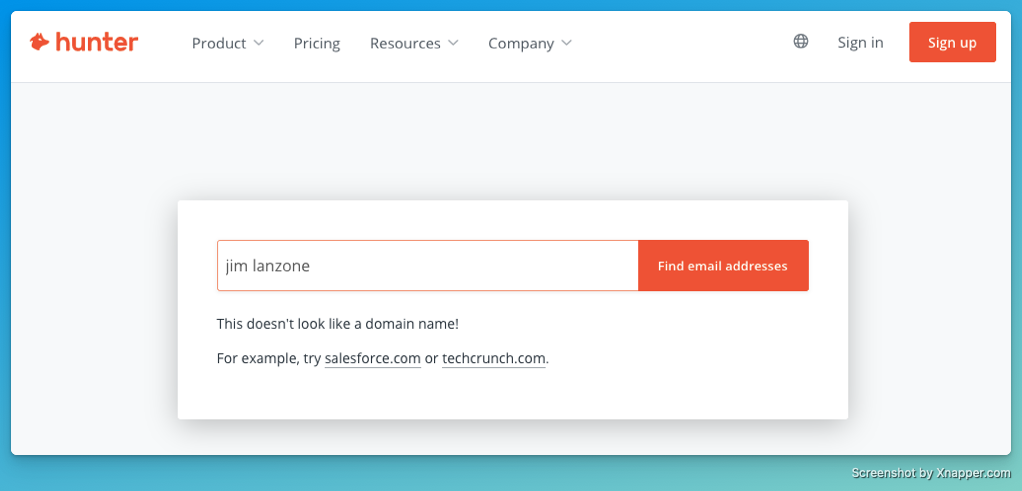 hunter Product Pricing Resources Company Sign in Sign up
jim lanzone Find email addresses
This doesn't look like a domain name!
For example, try salesforce.com or techcrunch.com.
Screenshot by Xnapper.com